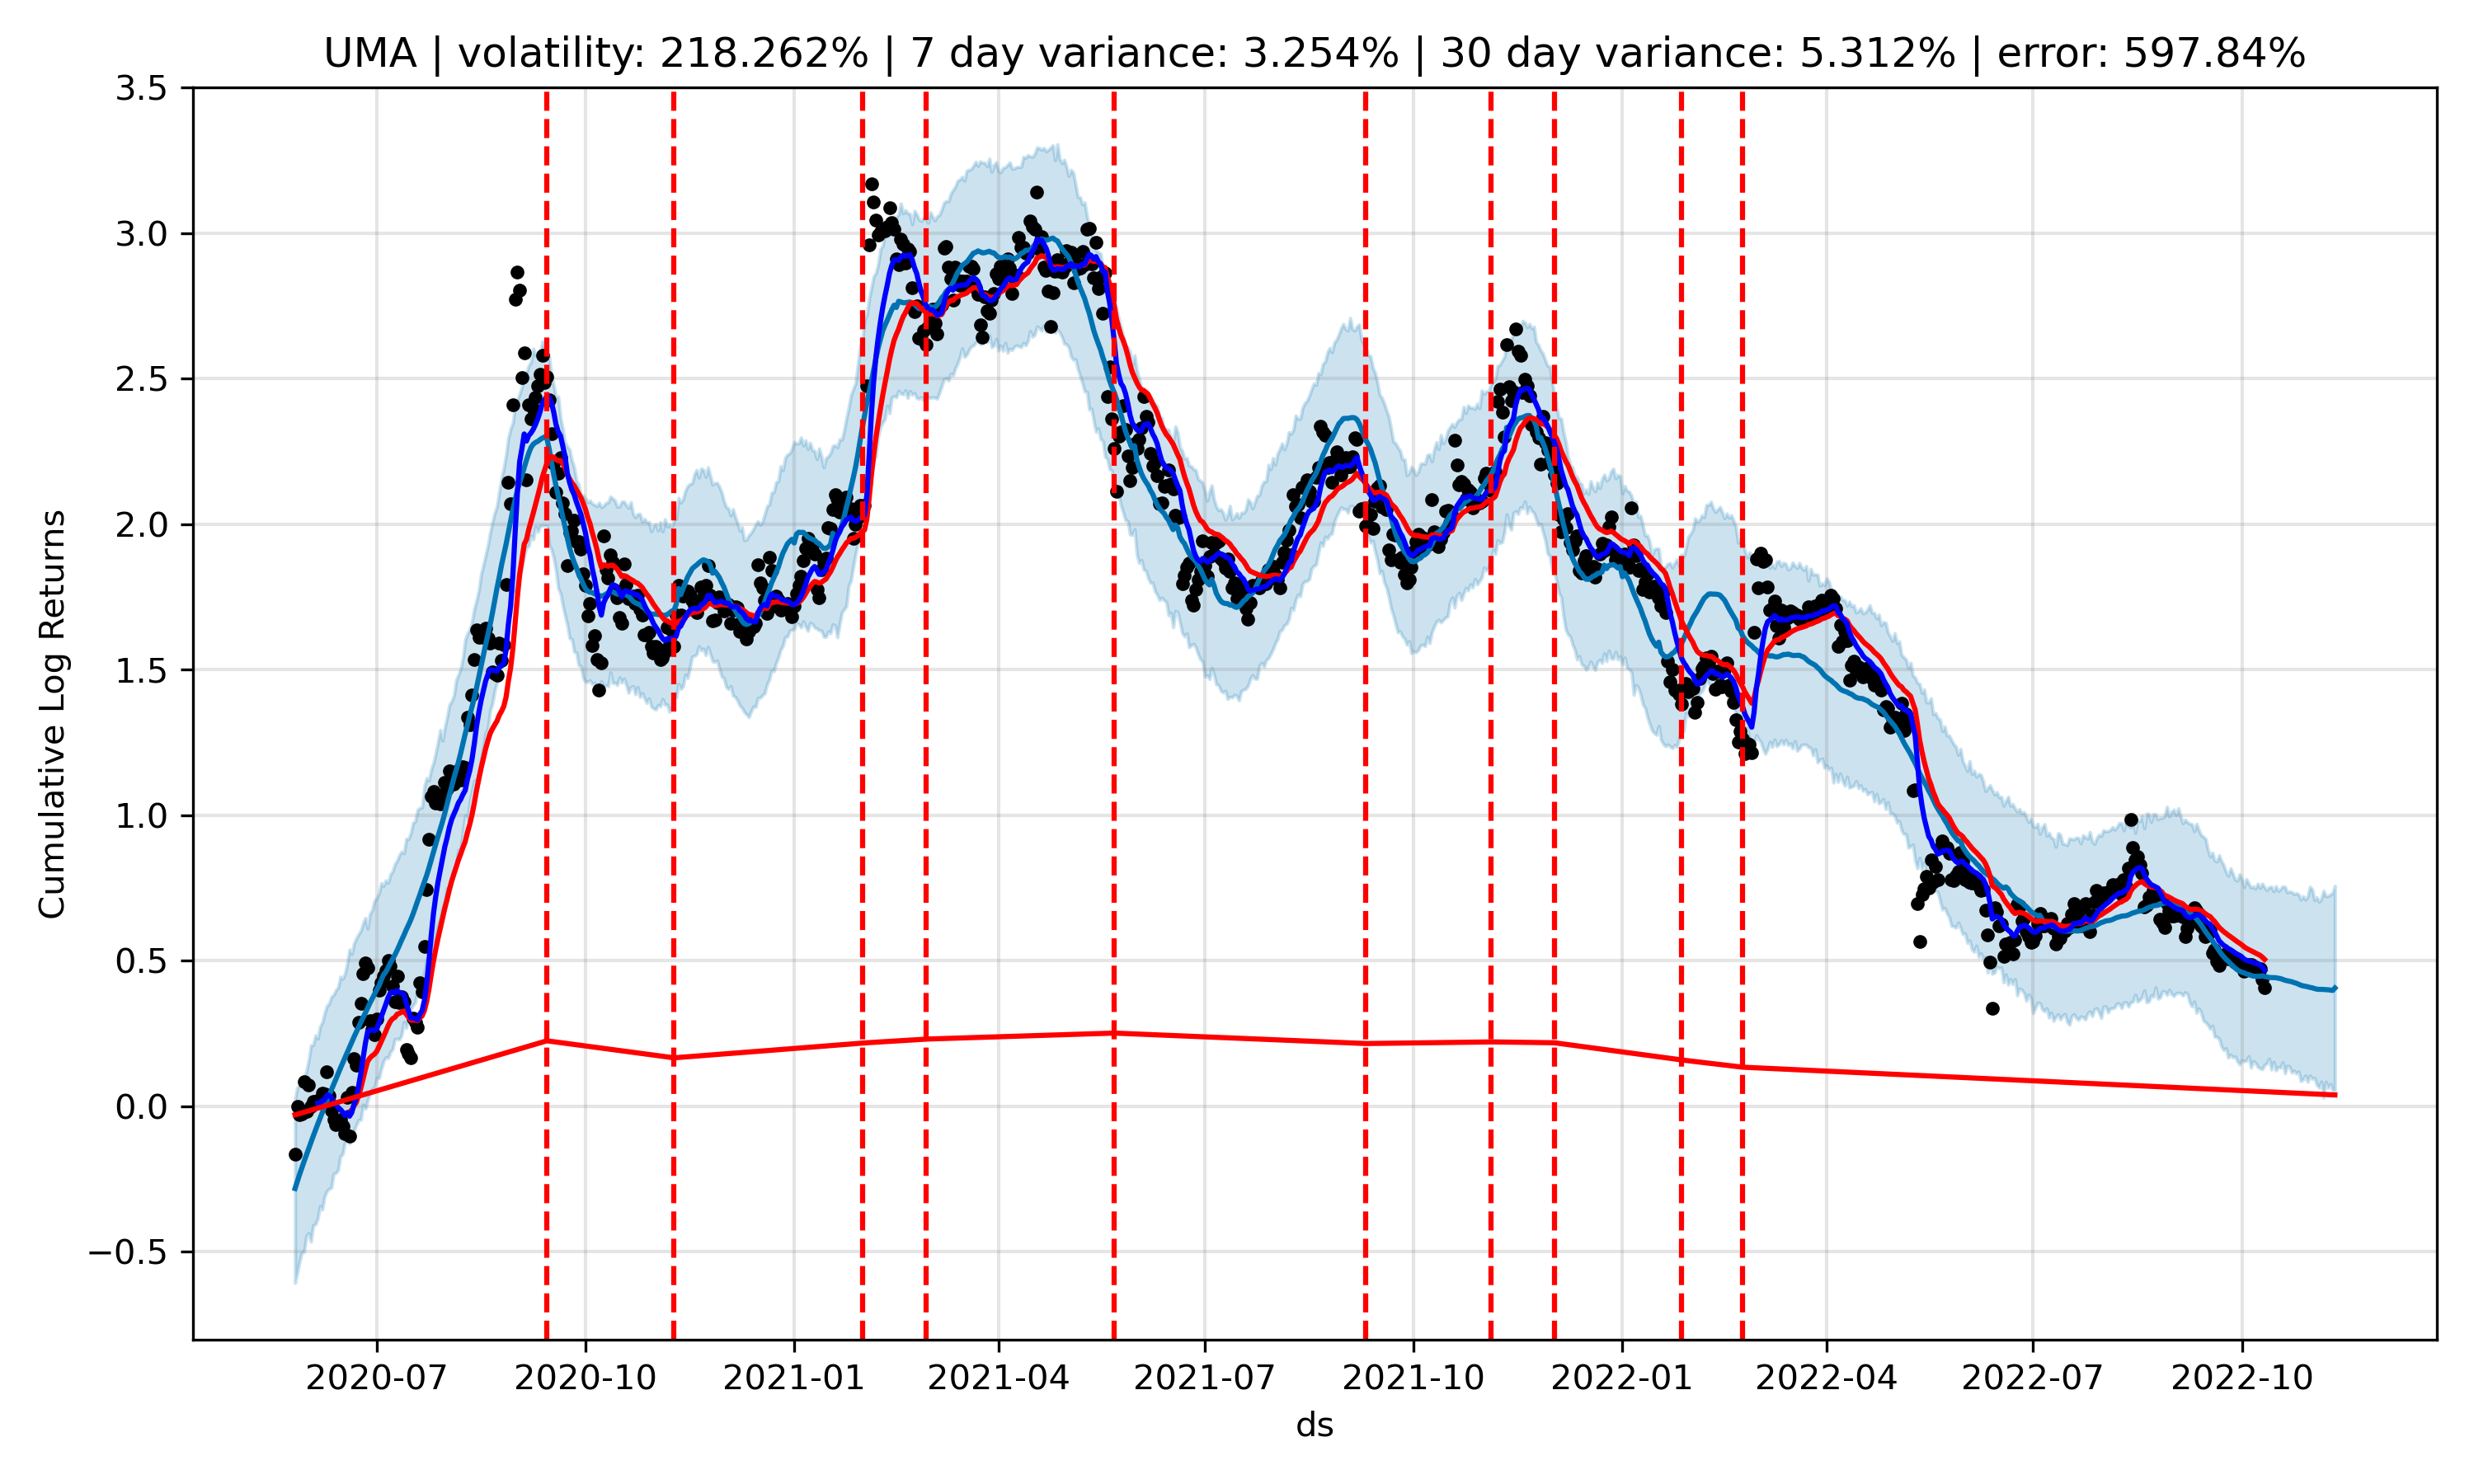 UMA | volatility: 218.262% | 7 day variance: 3.254% | 30 day variance: 5.312% | error: 597.84%
3.5
3.0
2.5
2.0
1.5
1.0
0.5
0.0
−0.5
Cumulative Log Returns
2020-07 2020-10 2021-01 2021-04 2021-07 2021-10 2022-01 2022-04 2022-07 2022-10
ds